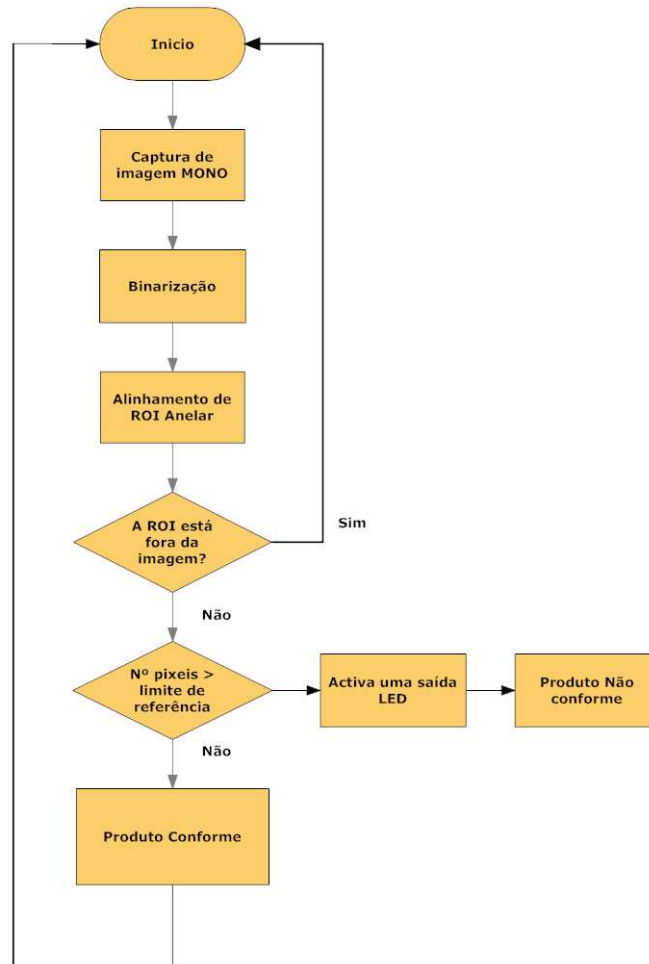 Inicio
Captura de
imagem MONO
Binarização
Alinhamento de
ROI Anelar
A ROI está
fora da
imagem?
Sim
Não
Nº pixeis >
limite de
referência
Activa uma saída
LED
Produto Não
conforme
Não
Produto Conforme